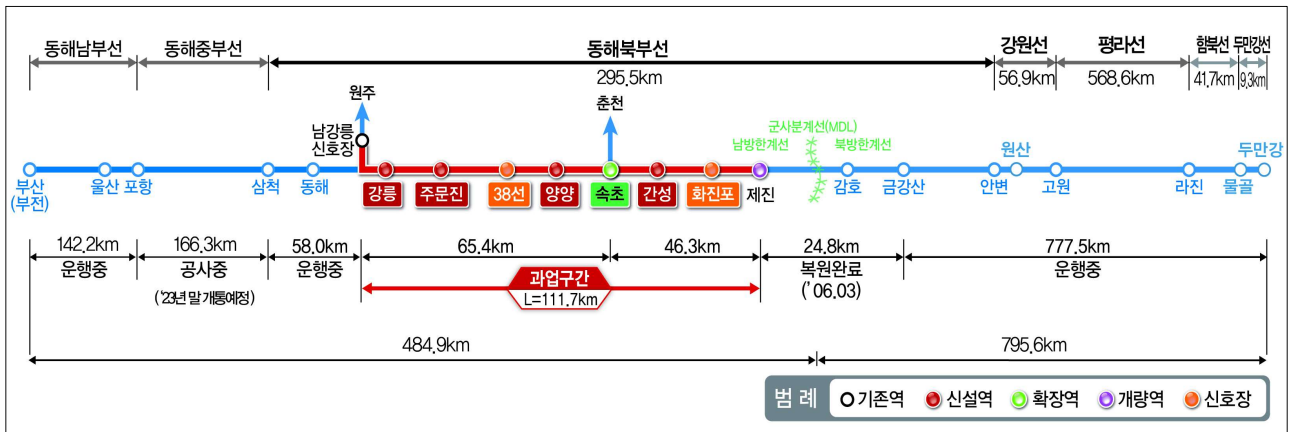 동해남부선 동해중부선 동해북부선 강원선 평라선 함북선 두만강선
295.5km 56.9km 568.6km 41.7km 9.3km
원주 춘천
군사분계선(MDL)
남방한계선 북방한계선
남강릉
신호장
원산 두만강
부산
(부전)
울산 포항 삼척 동해 강릉 주문진 38선 양양 속초 간성 화진포 제진 감호 금강산 안변 고원 라진 물골
142.2km 166.3km 58.0km 65.4km 46.3km 24.8km 777.5km
운행중 공사중 운행중 복원완료 운행중
('23년 말 개통예정) ('06.03)
과업구간
L=111.7km
484.9km 795.6km
범 례 기존역 신설역 확장역 개량역 신호장